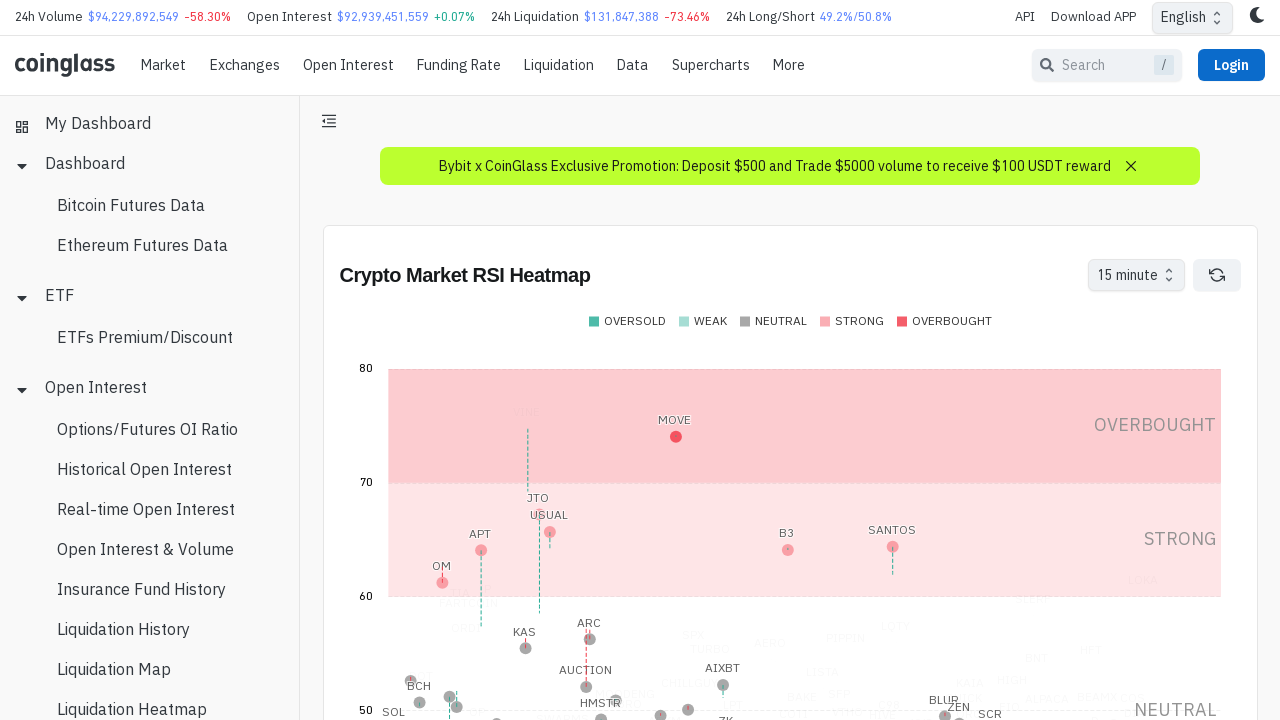 24h Volume $94,229,892,549 -58.30% Open Interest $92,939,451,559 +0.07% 24h Liquidation $131,847,388 -73.46% 24h Long/Short 49.2%/50.8% API Download APP English
coinglass Market Exchanges Open Interest Funding Rate Liquidation Data Supercharts More Search / Login
My Dashboard
Dashboard
Bitcoin Futures Data
Ethereum Futures Data
ETF
ETFs Premium/Discount
Open Interest
Options/Futures OI Ratio
Historical Open Interest
Real-time Open Interest
Open Interest & Volume
Insurance Fund History
Liquidation History
Liquidation Map
Liquidation Heatmap
Bybit x CoinGlass Exclusive Promotion: Deposit $500 and Trade $5000 volume to receive $100 USDT reward
Crypto Market RSI Heatmap
15 minute
OVERSOLD WEAK NEUTRAL STRONG OVERBOUGHT
80
MOVE
OVERBOUGHT
70
JTO
USUAL
APT
B3
SANTOS
STRONG
OM
60
KAS
ARC
AUCTION
AIXBT
BCH
HMSTR
BLUR
ZEN
SOL
50
SCR
NEUTRAL
ZK